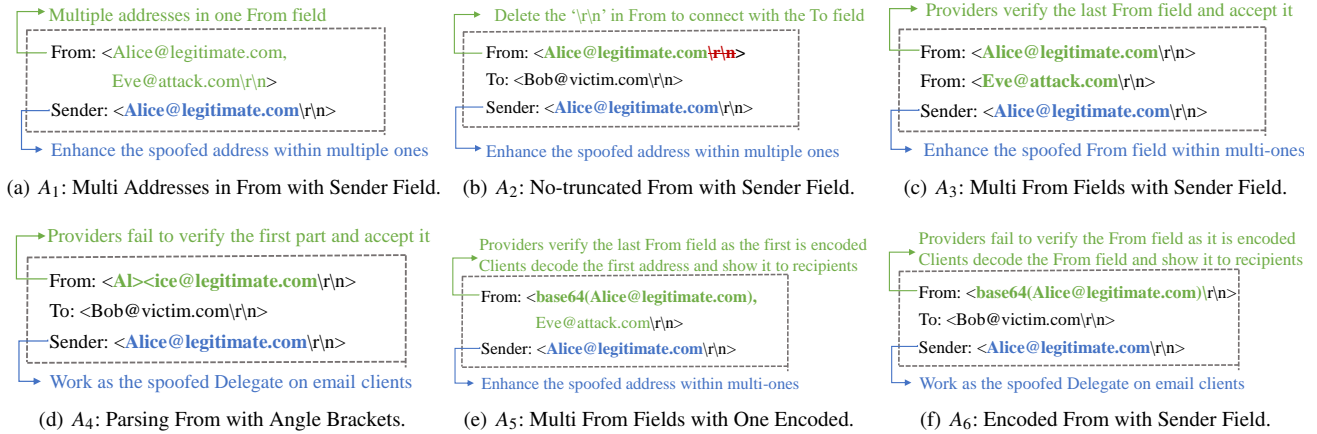 Multiple addresses in one From field
From: <Alice@legitimate.com,
Eve@attack.com\r\n>
Sender: <Alice@legitimate.com\r\n>
Enhance the spoofed address within multiple ones
(a) A1: Multi Addresses in From with Sender Field.
Delete the ‘\r\n’ in From to connect with the To field
From: <Alice@legitimate.com\r\n>
To: <Bob@victim.com\r\n>
Sender: <Alice@legitimate.com\r\n>
Enhance the spoofed address within multiple ones
(b) A2: No-truncated From with Sender Field.
Providers verify the last From field and accept it
From: <Alice@legitimate.com\r\n>
From: <Eve@attack.com\r\n>
Sender: <Alice@legitimate.com\r\n>
Enhance the spoofed From field within multi-ones
(c) A3: Multi From Fields with Sender Field.
Providers fail to verify the first part and accept it
From: <Al><ice@legitimate.com\r\n>
To: <Bob@victim.com\r\n>
Sender: <Alice@legitimate.com\r\n>
Work as the spoofed Delegate on email clients
(d) A4: Parsing From with Angle Brackets.
Providers verify the last From field as the first is encoded
Clients decode the first address and show it to recipients
From: <base64(Alice@legitimate.com),
Eve@attack.com\r\n>
Sender: <Alice@legitimate.com\r\n>
Enhance the spoofed address within multi-ones
(e) A5: Multi From Fields with One Encoded.
Providers fail to verify the From field as it is encoded
Clients decode the From field and show it to recipients
From: <base64(Alice@legitimate.com)\r\n>
To: <Bob@victim.com\r\n>
Sender: <Alice@legitimate.com\r\n>
Work as the spoofed Delegate on email clients
(f) A6: Encoded From with Sender Field.